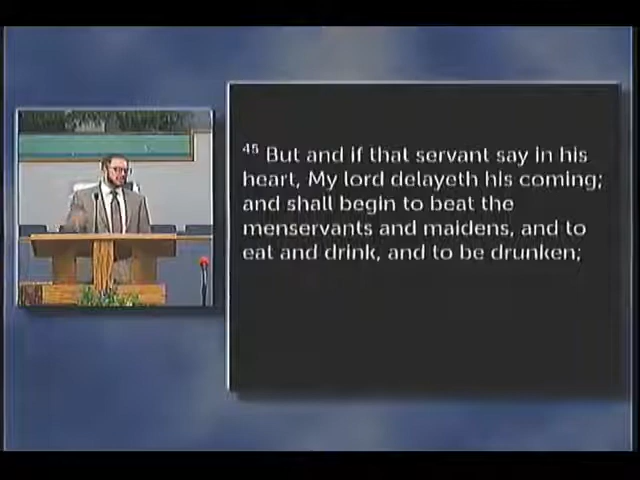 45 But and if that servant say in his
heart, My lord delayeth his coming;
and shall begin to beat the
menservants and maidens, and to
eat and drink, and to be drunken;